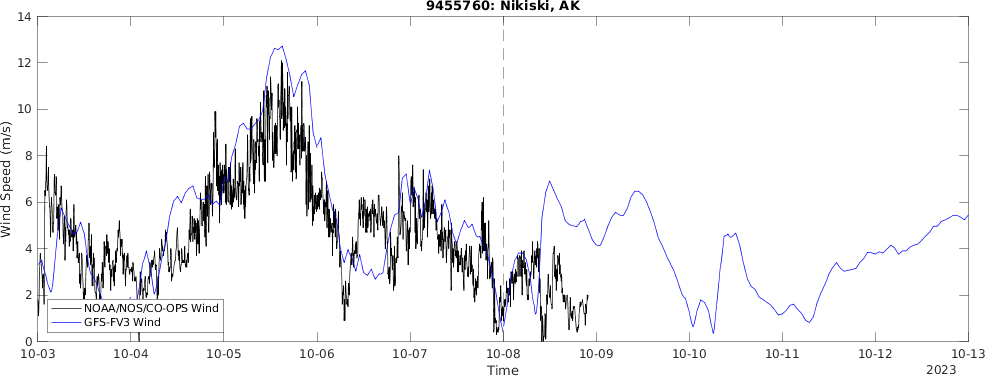 9455760: Nikiski, AK
Wind Speed (m/s)
14
12
10
8
6
4
2
0
NOAA/NOS/CO-OPS Wind
GFS-FV3 Wind
10-03 10-04 10-05 10-06 10-07 10-08 10-09 10-10 10-11 10-12 10-13
Time
2023